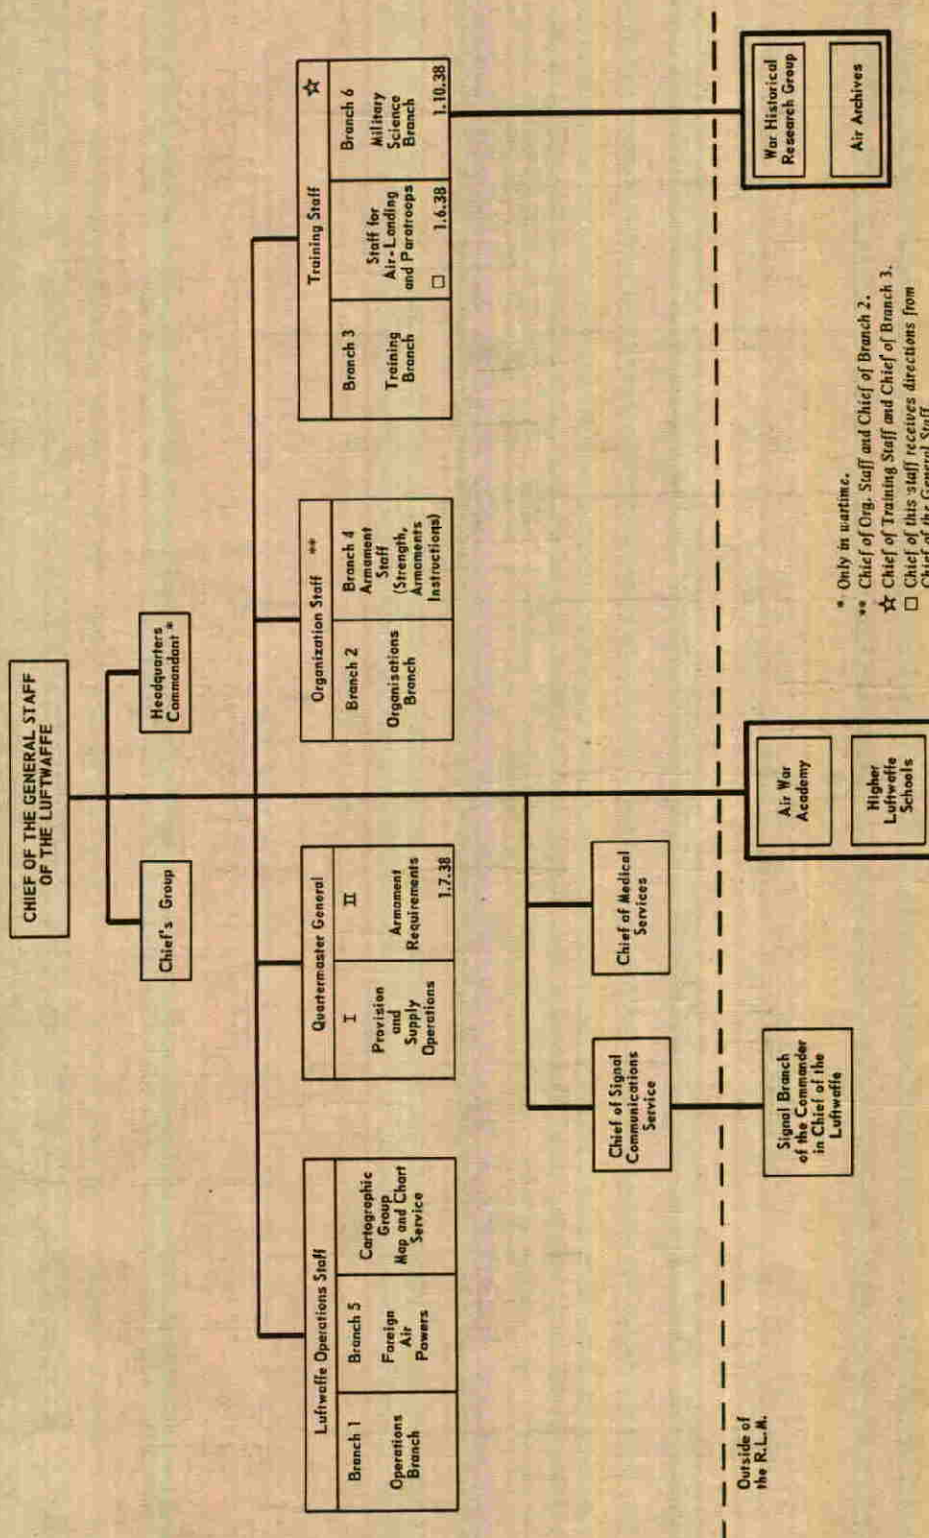 CHIEF OF THE GENERAL STAFF
OF THE LUFTWAFFE
Chief's Group
Headquarters
Commandant *
Luftwaffe Operations Staff
Branch 1
Operations
Branch
Branch 5
Foreign
Air
Powers
Cartographic
Group
Map and Chart
Service
Quartermaster General
I
Provision
and
Supply
Operations
II
Armament
Requirements
1.7.38
Organization Staff **
Branch 2
Organisations
Branch
Branch 4
Armament
Staff
(Strength,
Armaments
Instructions)
Training Staff ☆
Branch 3
Training
Branch
Staff for
Air-Landing
and Paratroops
□ 1.6.38
Branch 6
Military
Science
Branch
1.10.38
Chief of Signal
Communications
Service
Chief of Medical
Services
Outside of
the R.L.M.
Signal Branch
of the Commander
in Chief of the
Luftwaffe
Air War
Academy
Higher
Luftwaffe
Schools
War Historical
Research Group
Air Archives
* Only in wartime.
** Chief of Org. Staff and Chief of Branch 2.
☆ Chief of Training Staff and Chief of Branch 3.
□ Chief of this staff receives directions from
Chief of the General Staff